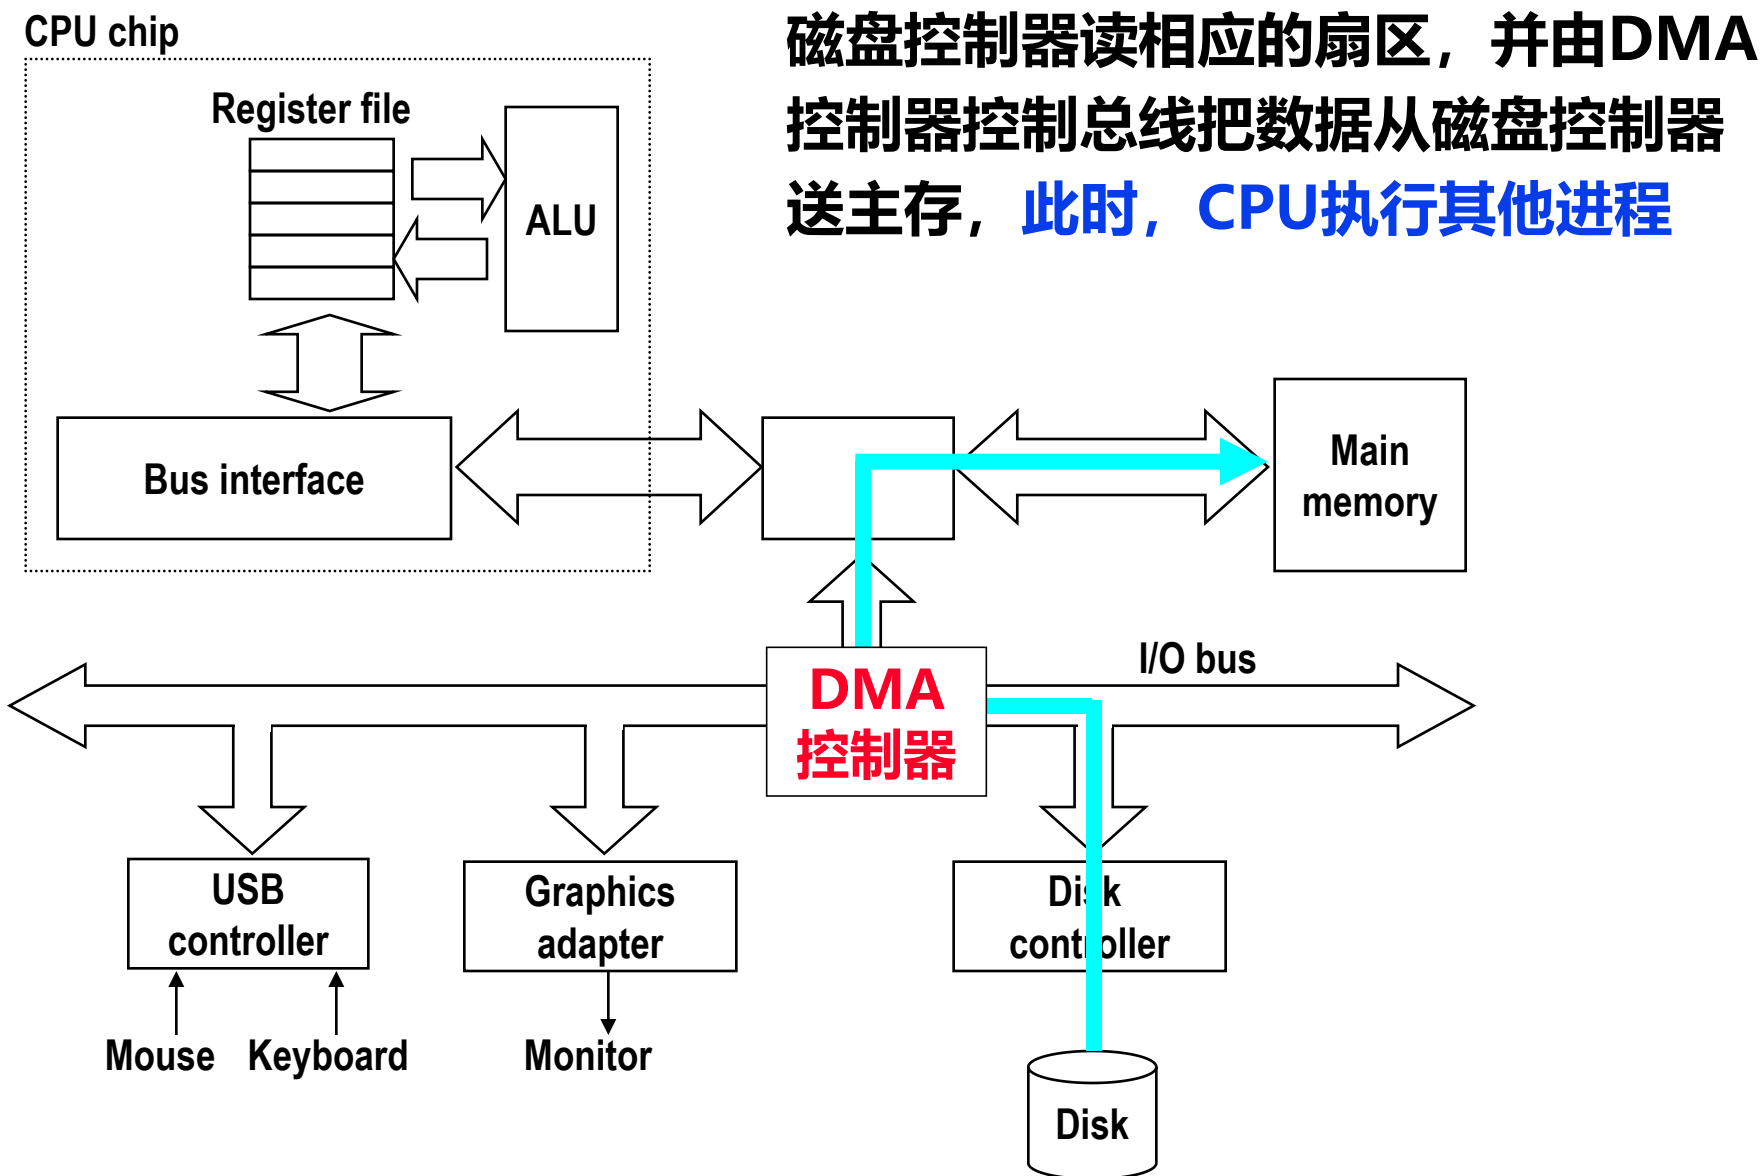 CPU chip
磁盘控制器读相应的扇区，并由DMA
控制器控制总线把数据从磁盘控制器
送主存，此时，CPU执行其他进程
Register file
ALU
Bus interface
Main
memory
I/O bus
DMA
控制器
USB
controller
Graphics
adapter
Disk
controller
Mouse
Keyboard
Monitor
Disk